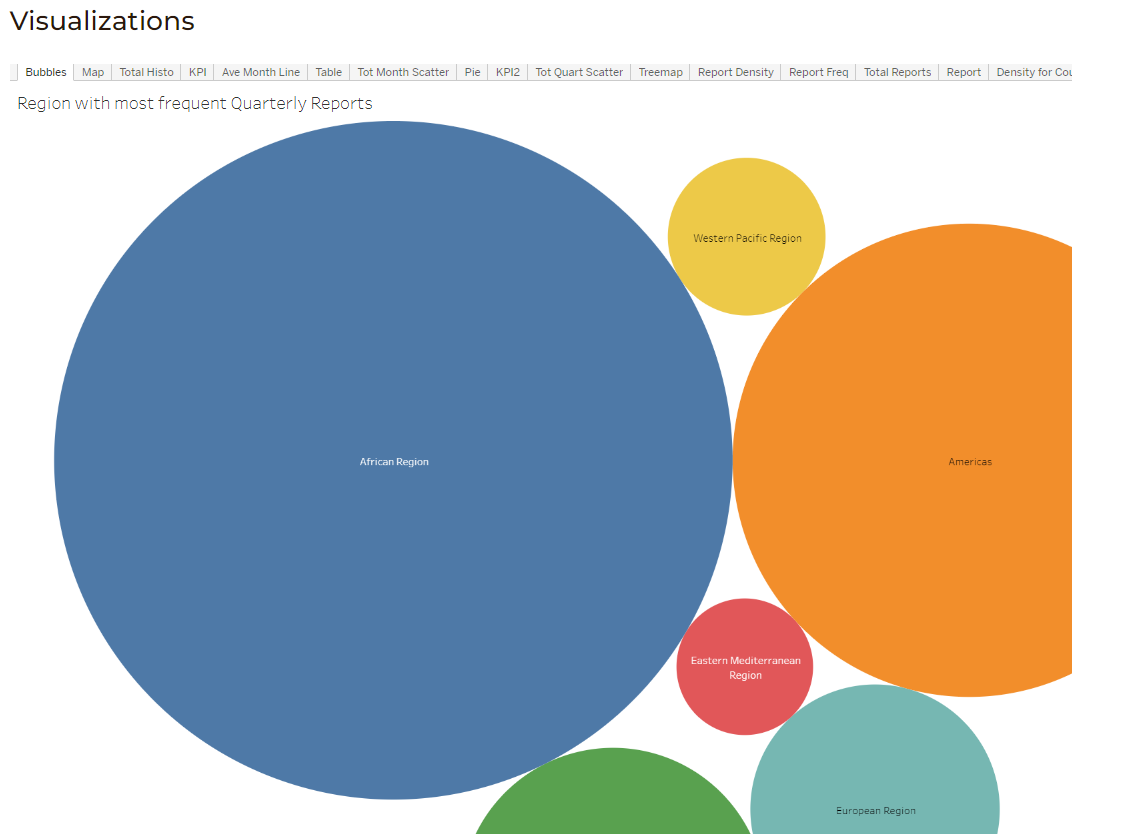 Visualizations
Bubbles Map Total Histo KPI Ave Month Line Table Tot Month Scatter Pie KPI2 Tot Quart Scatter Treemap Report Density Report Freq Total Reports Report Density for Cou
Region with most frequent Quarterly Reports
Western Pacific Region
African Region
Americas
Eastern Mediterranean
Region
European Region